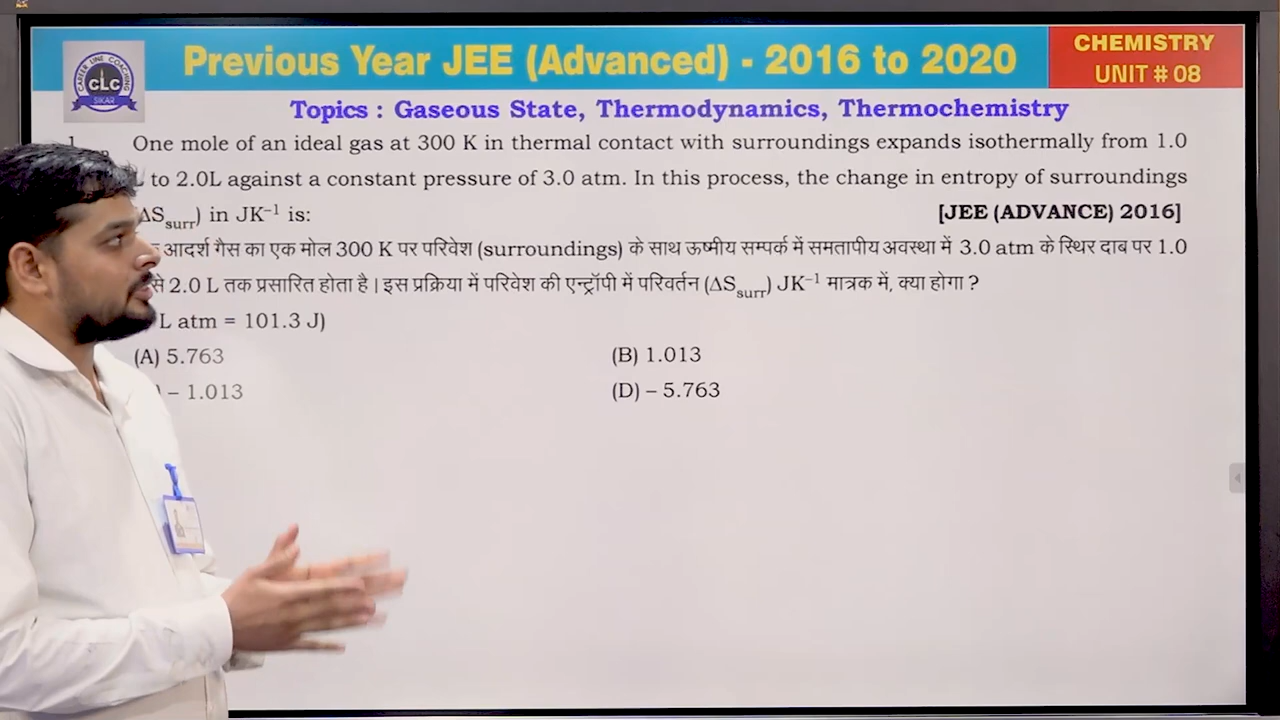 Previous Year JEE (Advanced) - 2016 to 2020
CHEMISTRY
UNIT # 08
CLC
SIKAR
Topics : Gaseous State, Thermodynamics, Thermochemistry
1.
One mole of an ideal gas at 300 K in thermal contact with surroundings expands isothermally from 1.0
to 2.0L against a constant pressure of 3.0 atm. In this process, the change in entropy of surroundings
ΔSsurr) in JK–1 is: [JEE (ADVANCE) 2016]
आदर्श गैस का एक मोल 300 K पर परिवेश (surroundings) के साथ ऊष्मीय सम्पर्क में समतापीय अवस्था में 3.0 atm के स्थिर दाब पर 1.0
से 2.0 L तक प्रसारित होता है। इस प्रक्रिया में परिवेश की एन्ट्रॉपी में परिवर्तन (ΔSsurr) JK–1 मात्रक में, क्या होगा ?
L atm = 101.3 J)
(A) 5.763 (B) 1.013
) – 1.013 (D) – 5.763